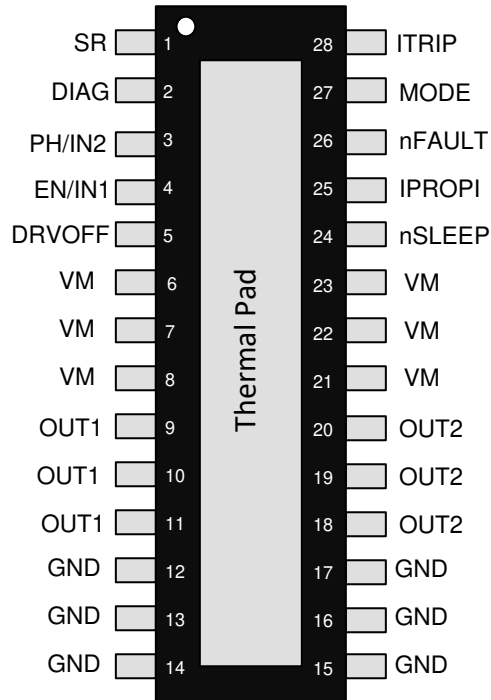 SR 1 28 ITRIP
DIAG 2 27 MODE
PH/IN2 3 26 nFAULT
EN/IN1 4 25 IPROPI
DRVOFF 5 24 nSLEEP
VM 6 23 VM
VM 7 22 VM
VM 8 21 VM
OUT1 9 20 OUT2
OUT1 10 19 OUT2
OUT1 11 18 OUT2
GND 12 17 GND
GND 13 16 GND
GND 14 15 GND
Thermal Pad